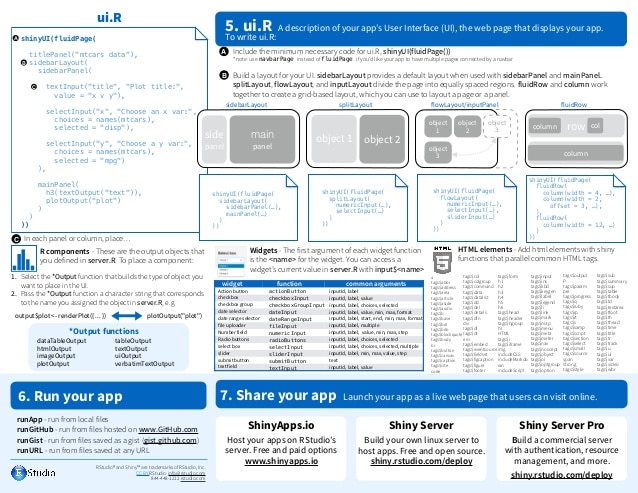 ui.R
A shinyUI(fluidPage(
titlePanel("mtcars data"),
B sidebarLayout(
sidebarPanel(
C textInput("title", "Plot title:",
value = "x v y"),
selectInput("x", "Choose an x var:",
choices = names(mtcars),
selected = "disp"),
selectInput("y", "Choose a y var:",
choices = names(mtcars),
selected = "mpg")
),
mainPanel(
h3(textOutput("text")),
plotOutput("plot")
)
)
))
5. ui.R A description of your app's User Interface (UI), the web page that displays your app.
To write ui.R:
A Include the minimum necessary code for ui.R, shinyUI(fluidPage())
* note: use navbarPage instead of fluidPage if you'd like your app to have multiple pages connected by a navbar
B Build a layout for your UI. sidebarLayout provides a default layout when used with sidebarPanel and mainPanel.
splitLayout, flowLayout, and inputLayout divide the page into equally spaced regions. fluidRow and column work
together to create a grid-based layout, which you can use to layout a page or a panel.
sidebarLayout
side
panel
main
panel
shinyUI(fluidPage(
sidebarLayout(
sidebarPanel(…),
mainPanel(…)
)
))
splitLayout
object 1
object 2
shinyUI(fluidPage(
splitLayout(
numericInput(…),
selectInput(…)
)
))
flowLayout/inputPanel
object
1
object
2
object
3
object
3
shinyUI(fluidPage(
flowLayout(
numericInput(…),
selectInput(…),
sliderInput(…)
)
))
fluidRow
column
row
col
column
shinyUI(fluidPage(
fluidRow(
column(width = 4, …),
column(width = 2,
offset = 3, …),
),
fluidRow(
column(width = 12, …)
)
))
C In each panel or column, place…
R components - These are the output objects that
you defined in server.R. To place a component:
1. Select the *Output function that builds the type of object you
want to place in the UI.
2. Pass the *Output function a character string that corresponds
to the name you assigned the object in server.R, e.g.
output$plot <- renderPlot({ … })
plotOutput("plot")
*Output functions
dataTableOutput
htmlOutput
imageOutput
plotOutput
tableOutput
textOutput
uiOutput
verbatimTextOutput
Widgets - The first argument of each widget function
is the <name> for the widget. You can access a
widget's current value in server.R with input$<name>
widget function common arguments
Action button actionButton inputId, label
checkbox checkboxInput inputId, label, value
checkbox group checkboxGroupInput inputId, label, choices, selected
date selector dateInput inputId, label, value, min, max, format
date range selector dateRangeInput inputId, label, start, end, min, max, format
file uploader fileInput inputId, label, multiple
Number field numericInput inputId, label, value, min, max, step
Radio buttons radioButtons inputId, label, choices, selected
select box selectInput inputId, label, choices, selected, multiple
slider sliderInput inputId, label, min, max, value, step
submit button submitButton text
text field textInput inputId, label, value
HTML
HTML elements - Add html elements with shiny
functions that parallel common HTML tags.
6. Run your app
runApp - run from local files
runGitHub - run from files hosted on www.GitHub.com
runGist - run from files saved as a gist (gist.github.com)
runURL - run from files saved at any URL
7. Share your app Launch your app as a live web page that users can visit online.
ShinyApps.io
Host your apps on RStudio's
server. Free and paid options
www.shinyapps.io
Shiny Server
Build your own linux server to
host apps. Free and open source.
shiny.rstudio.com/deploy
Shiny Server Pro
Build a commercial server
with authentication, resource
management, and more.
shiny.rstudio.com/deploy
R Studio
RStudio® and Shiny™ are trademarks of RStudio, Inc.
CC BY RStudio info@rstudio.com
844-448-1212 rstudio.com